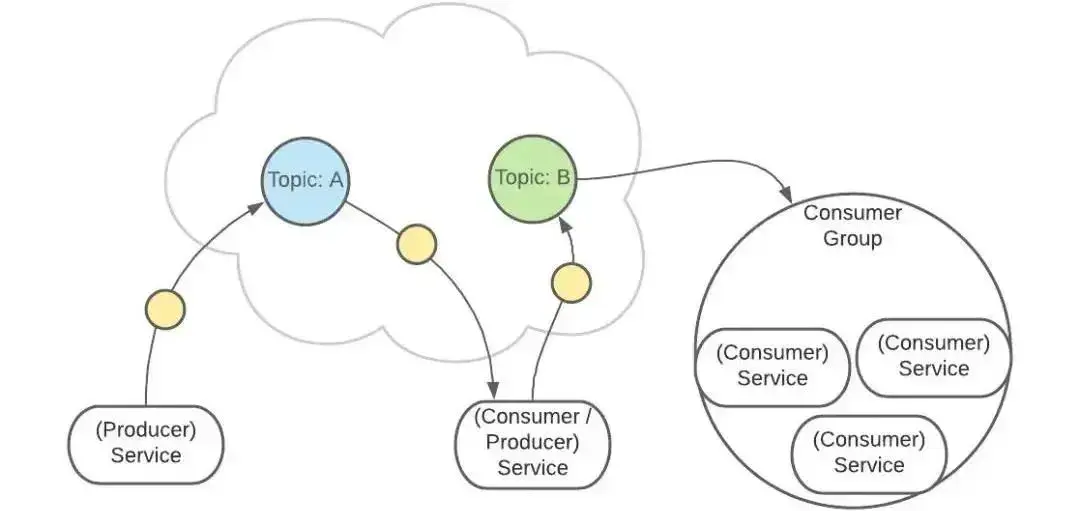 Topic: A
Topic: B
Consumer
Group
(Consumer)
Service
(Consumer)
Service
(Consumer)
Service
(Producer)
Service
(Consumer /
Producer)
Service